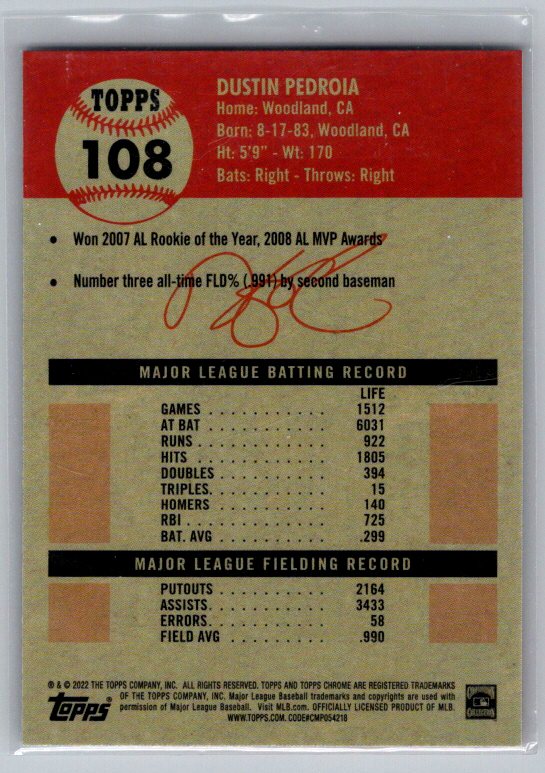 TOPPS
108
DUSTIN PEDROIA
Home: Woodland, CA
Born: 8-17-83, Woodland, CA
Ht: 5'9" - Wt: 170
Bats: Right - Throws: Right
• Won 2007 AL Rookie of the Year, 2008 AL MVP Awards
• Number three all-time FLD% (.991) by second baseman
MAJOR LEAGUE BATTING RECORD
LIFE
GAMES . . . . . . . . . . . 1512
AT BAT . . . . . . . . . . . 6031
RUNS . . . . . . . . . . . . 922
HITS . . . . . . . . . . . . 1805
DOUBLES . . . . . . . . . . 394
TRIPLES. . . . . . . . . . . 15
HOMERS . . . . . . . . . . 140
RBI . . . . . . . . . . . . . 725
BAT. AVG . . . . . . . . . . .299
MAJOR LEAGUE FIELDING RECORD
PUTOUTS . . . . . . . . . . 2164
ASSISTS. . . . . . . . . . . 3433
ERRORS. . . . . . . . . . . 58
FIELD AVG . . . . . . . . . .990
® & © 2022 THE TOPPS COMPANY, INC. ALL RIGHTS RESERVED. TOPPS AND TOPPS CHROME ARE REGISTERED TRADEMARKS
OF THE TOPPS COMPANY, INC. Major League Baseball trademarks and copyrights are used with
permission of Major League Baseball. Visit MLB.com. OFFICIALLY LICENSED PRODUCT OF MLB.
WWW.TOPPS.COM. CODE#CMP054218
topps®
COOPERSTOWN
COLLECTION